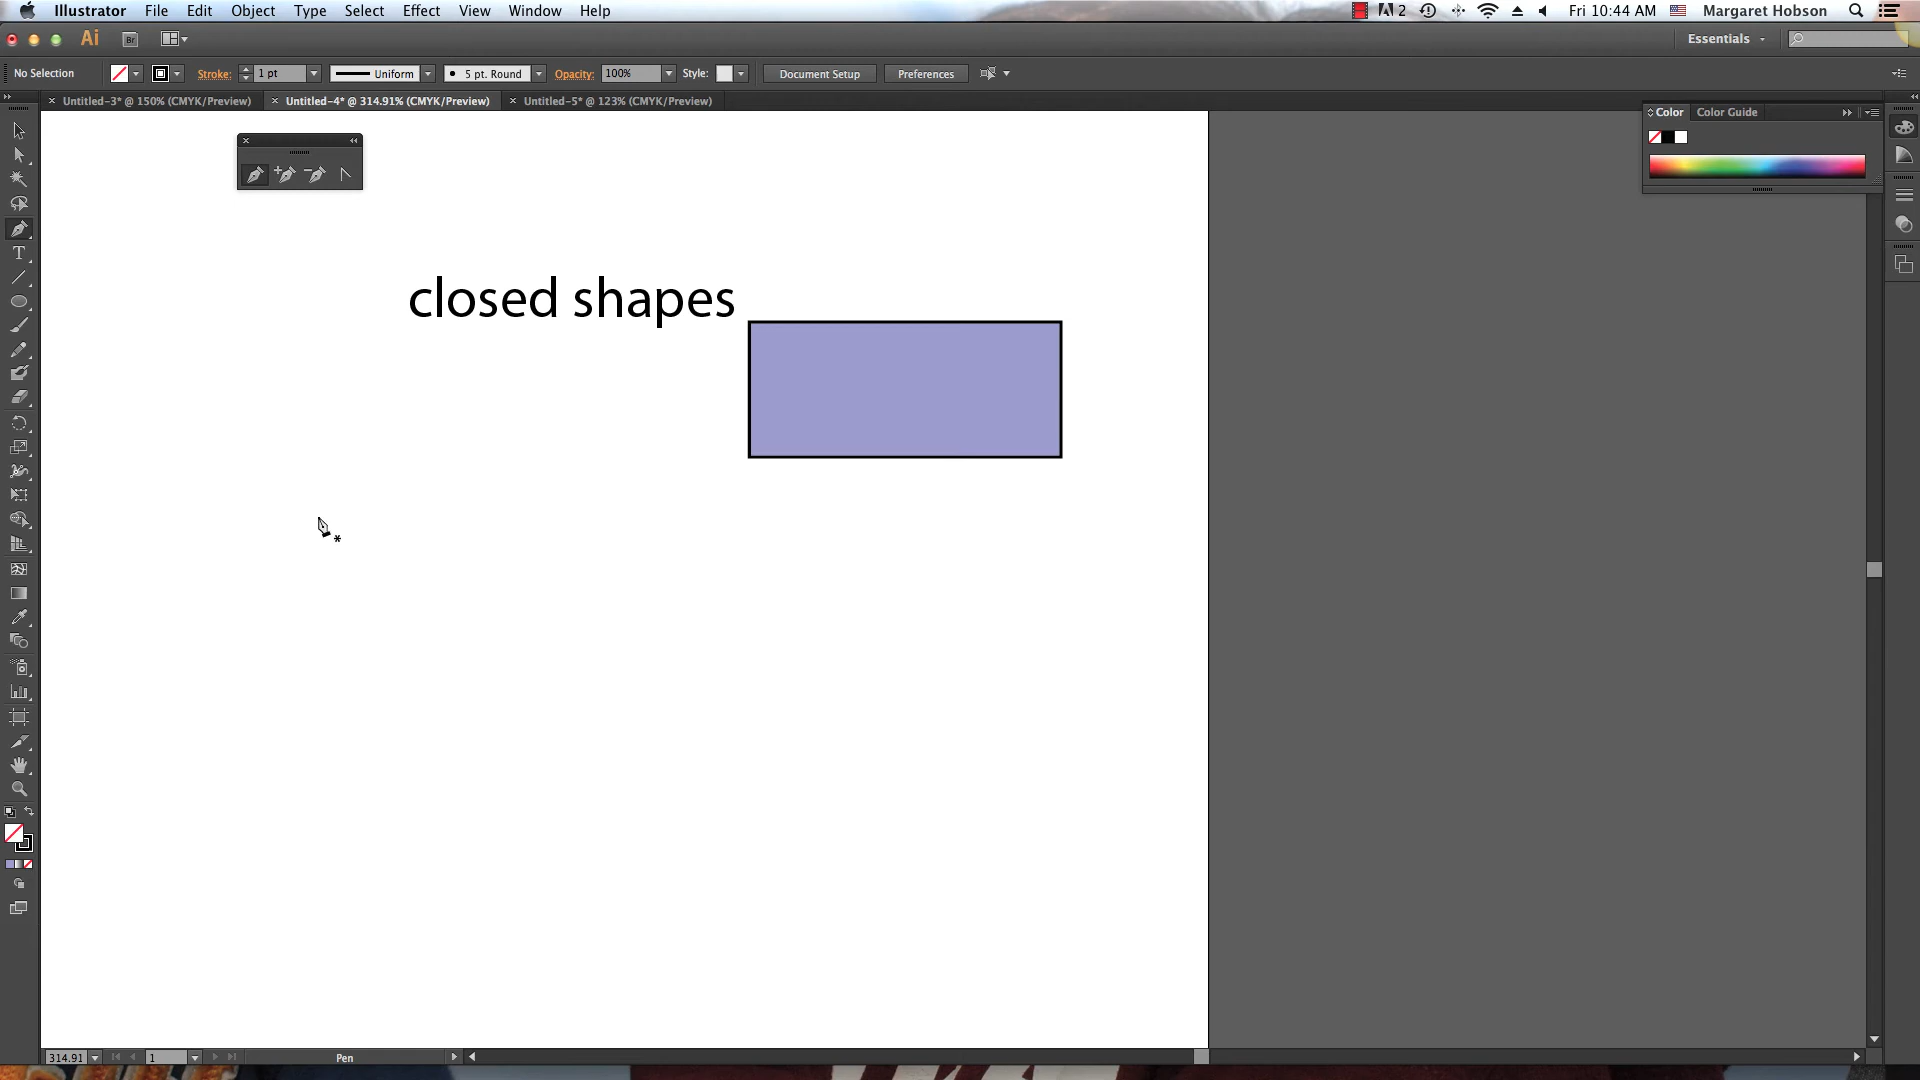 Illustrator File Edit Object Type Select Effect View Window Help 2 Fri 10:44 AM Margaret Hobson
Ai Br Essentials
No Selection Stroke: 1 pt Uniform 5 pt. Round Opacity: 100% Style: Document Setup Preferences
Untitled-3* @ 150% (CMYK/Preview) Untitled-4* @ 314.91% (CMYK/Preview) Untitled-5* @ 123% (CMYK/Preview)
Color Color Guide
closed shapes
314.91 1 Pen